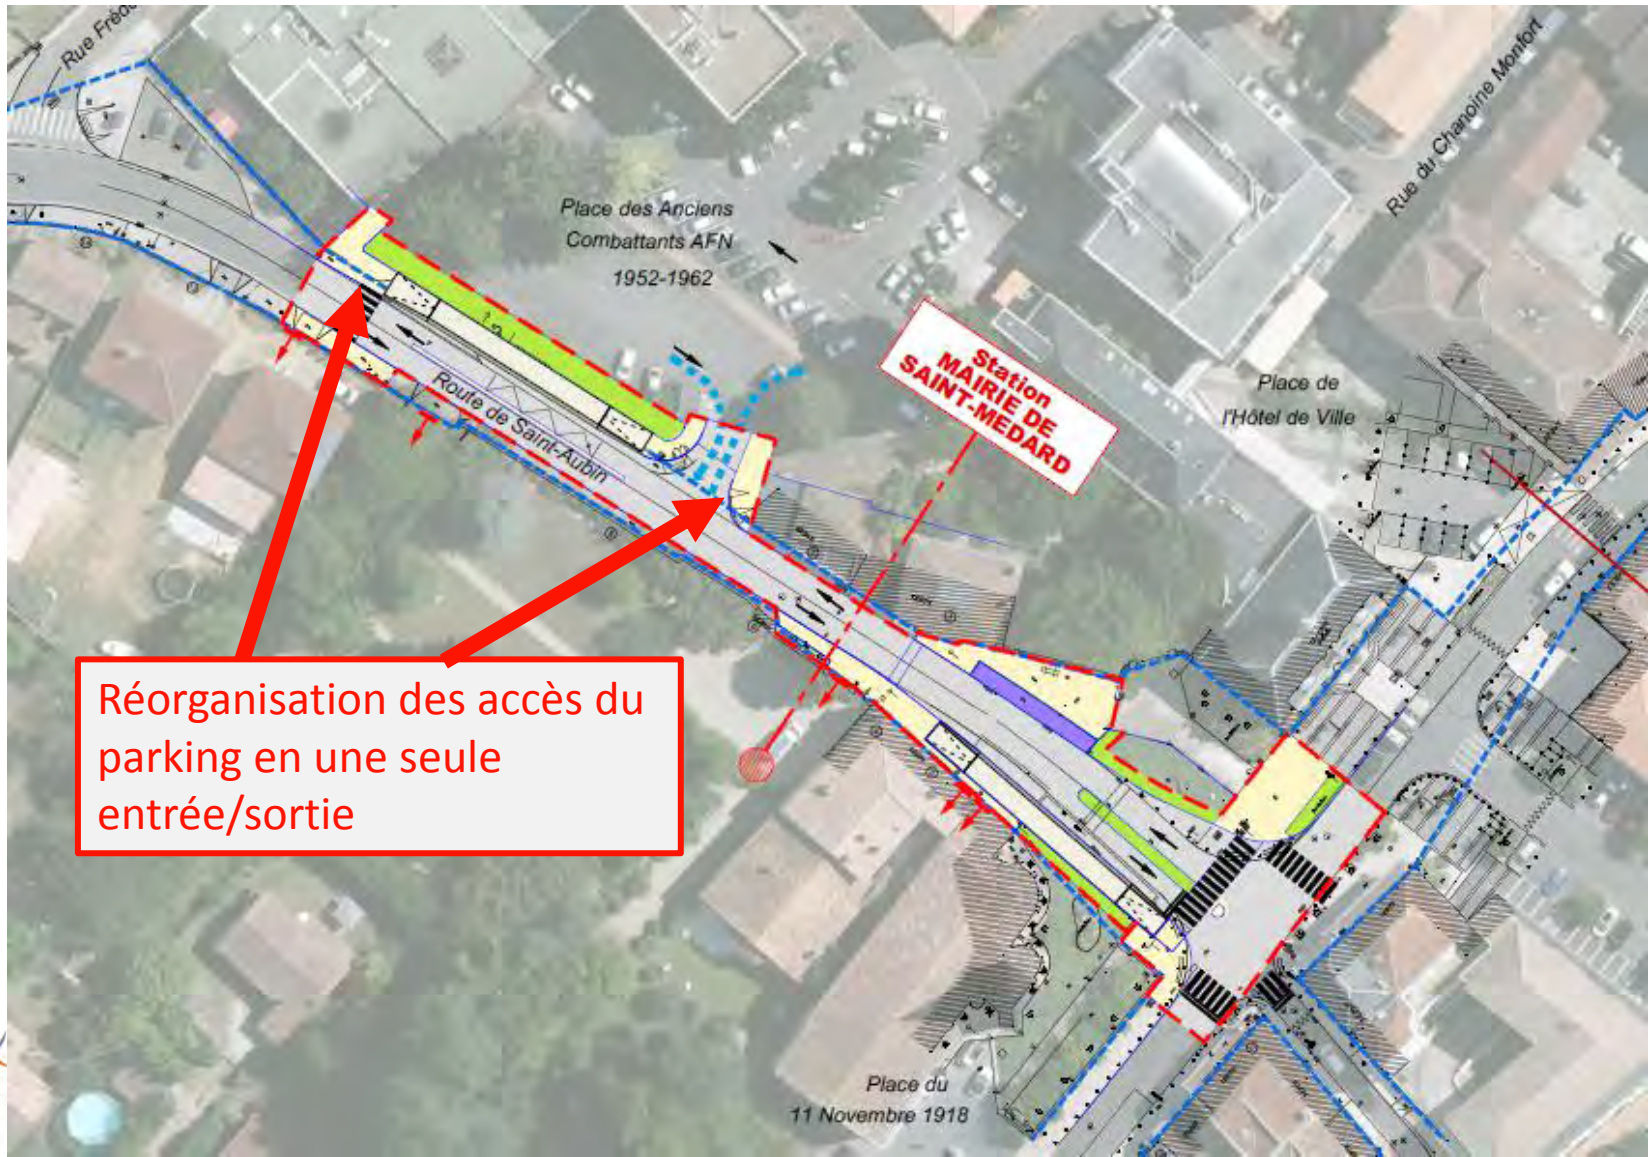 Rue Fréd
Place des Anciens
Combattants AFN
1952-1962
Rue du Chanoine Monfort
Station
MAIRIE DE
SAINT-MEDARD
Place de
l'Hôtel de Ville
Route de Saint-Aubin
Réorganisation des accès du
parking en une seule
entrée/sortie
Place du
11 Novembre 1918